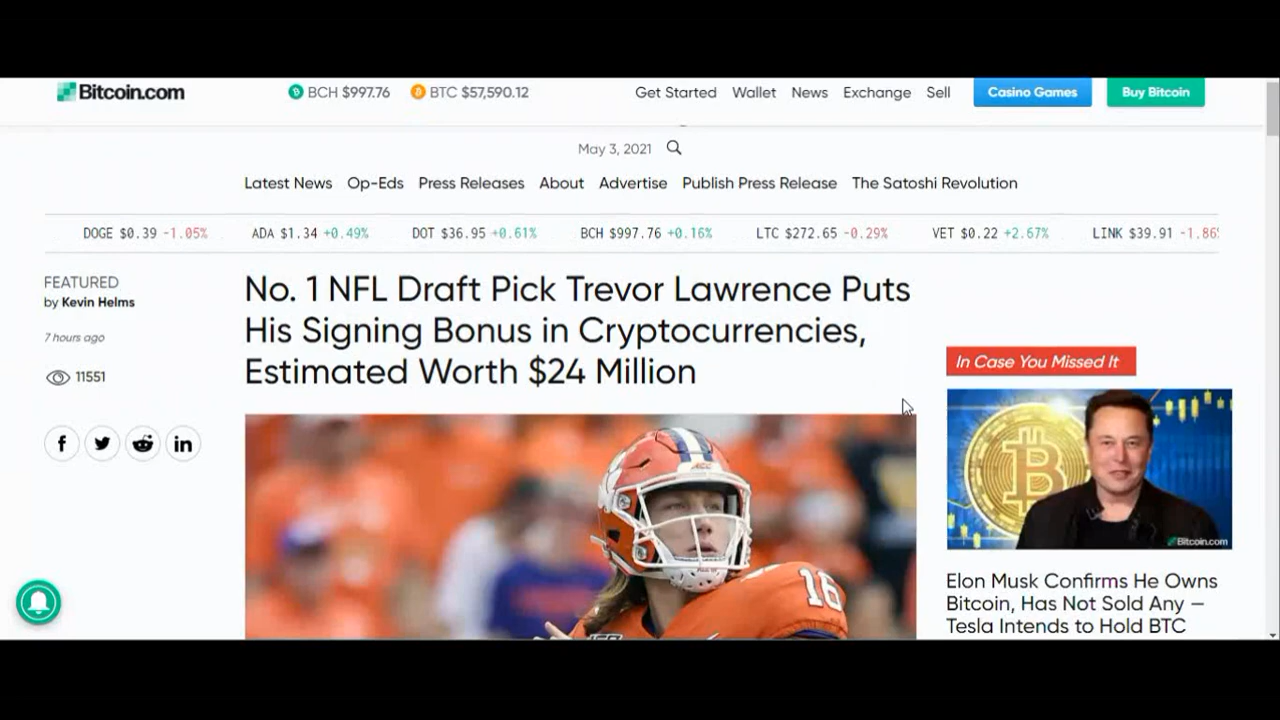 Bitcoin.com
BCH $997.76 BTC $57,590.12
Get Started Wallet News Exchange Sell Casino Games Buy Bitcoin
May 3, 2021
Latest News Op-Eds Press Releases About Advertise Publish Press Release The Satoshi Revolution
DOGE $0.39 -1.05% ADA $1.34 +0.49% DOT $36.95 +0.61% BCH $997.76 +0.16% LTC $272.65 -0.29% VET $0.22 +2.67% LINK $39.91 -1.86
FEATURED
by Kevin Helms
7 hours ago
11551
No. 1 NFL Draft Pick Trevor Lawrence Puts
His Signing Bonus in Cryptocurrencies,
Estimated Worth $24 Million
ACC
16
In Case You Missed It
Bitcoin.com
Elon Musk Confirms He Owns
Bitcoin, Has Not Sold Any —
Tesla Intends to Hold BTC